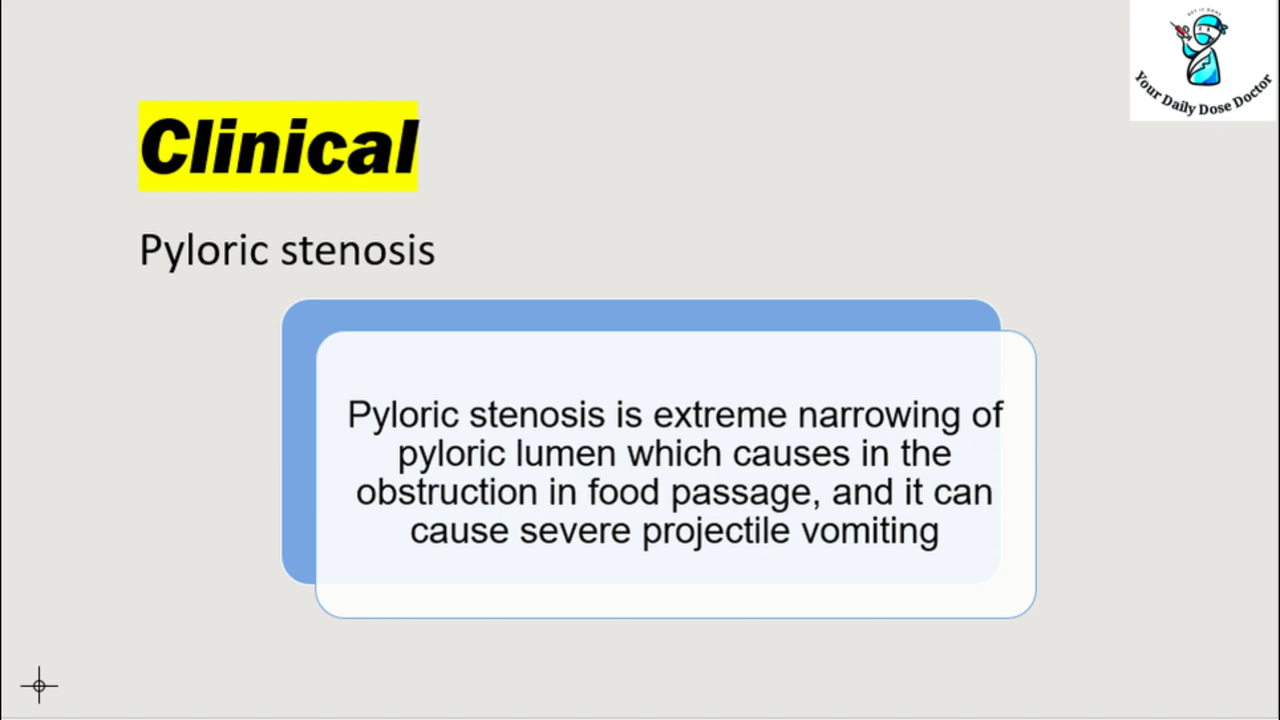 Your Daily Dose Doctor
Clinical
Pyloric stenosis
Pyloric stenosis is extreme narrowing of
pyloric lumen which causes in the
obstruction in food passage, and it can
cause severe projectile vomiting